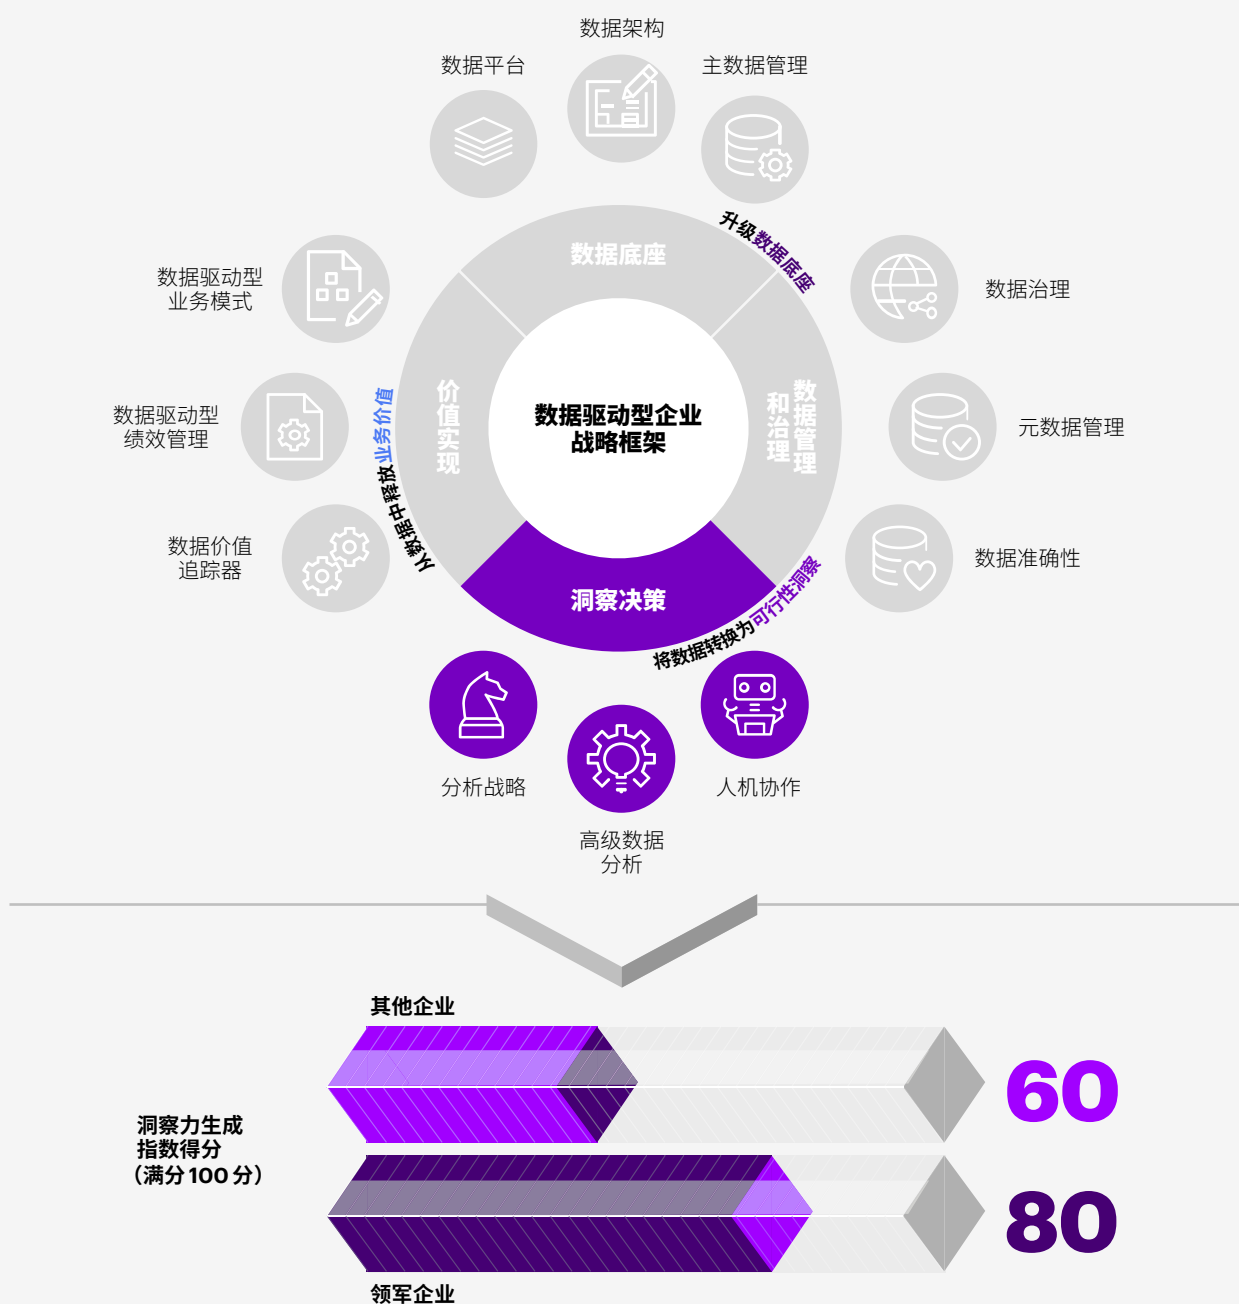 数据架构
数据平台
主数据管理
升级数据底座
数据底座
数据驱动型
业务模式
数据治理
数据驱动型
绩效管理
价值实现
数据驱动型企业
战略框架
数据管理
和治理
元数据管理
从数据中释放业务价值
数据价值
追踪器
数据准确性
洞察决策
将数据转换为可行性洞察
分析战略
人机协作
高级数据
分析
其他企业
60
洞察力生成
指数得分
（满分 100 分）
80
领军企业